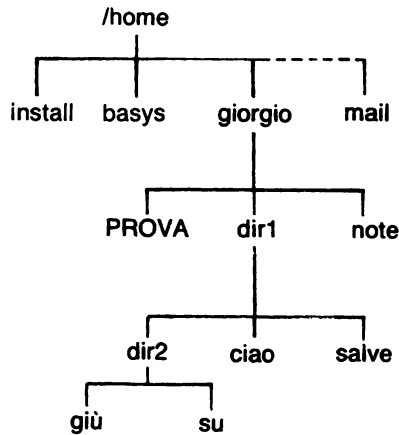 /home
install basys giorgio mail
PROVA dir1 note
dir2 ciao salve
giù su